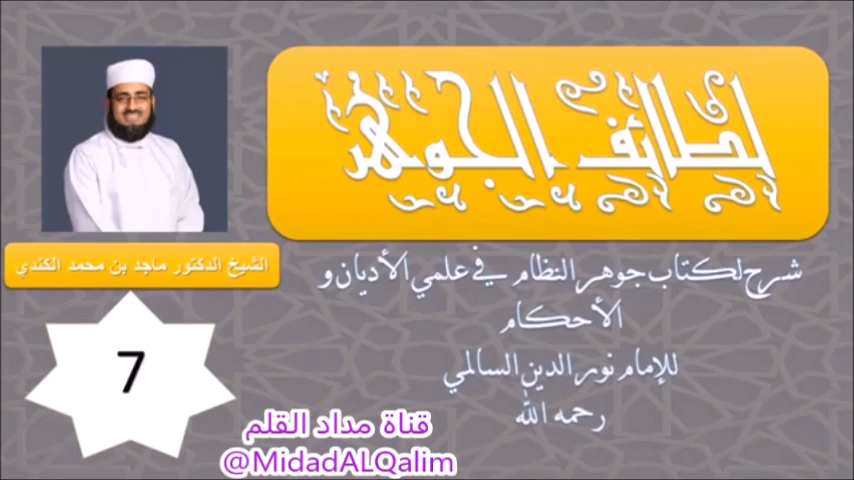 لطائف الجوهر
شرح لكتاب جوهر النظام في علمي الأديان و
الأحكام
للإمام نور الدين السالمي
رحمه الله
الشيخ الدكتور ماجد بن محمد الكندي
7
قناة مداد القلم
@MidadALQalim